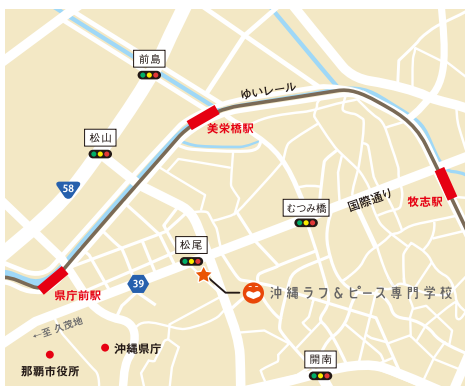 前島
ゆいレール
美栄橋駅
松山
58
牧志駅
国際通り
むつみ橋
松尾
県庁前駅
39
沖縄ラフ&ピース専門学校
←至 久茂地
沖縄県庁
那覇市役所
開南